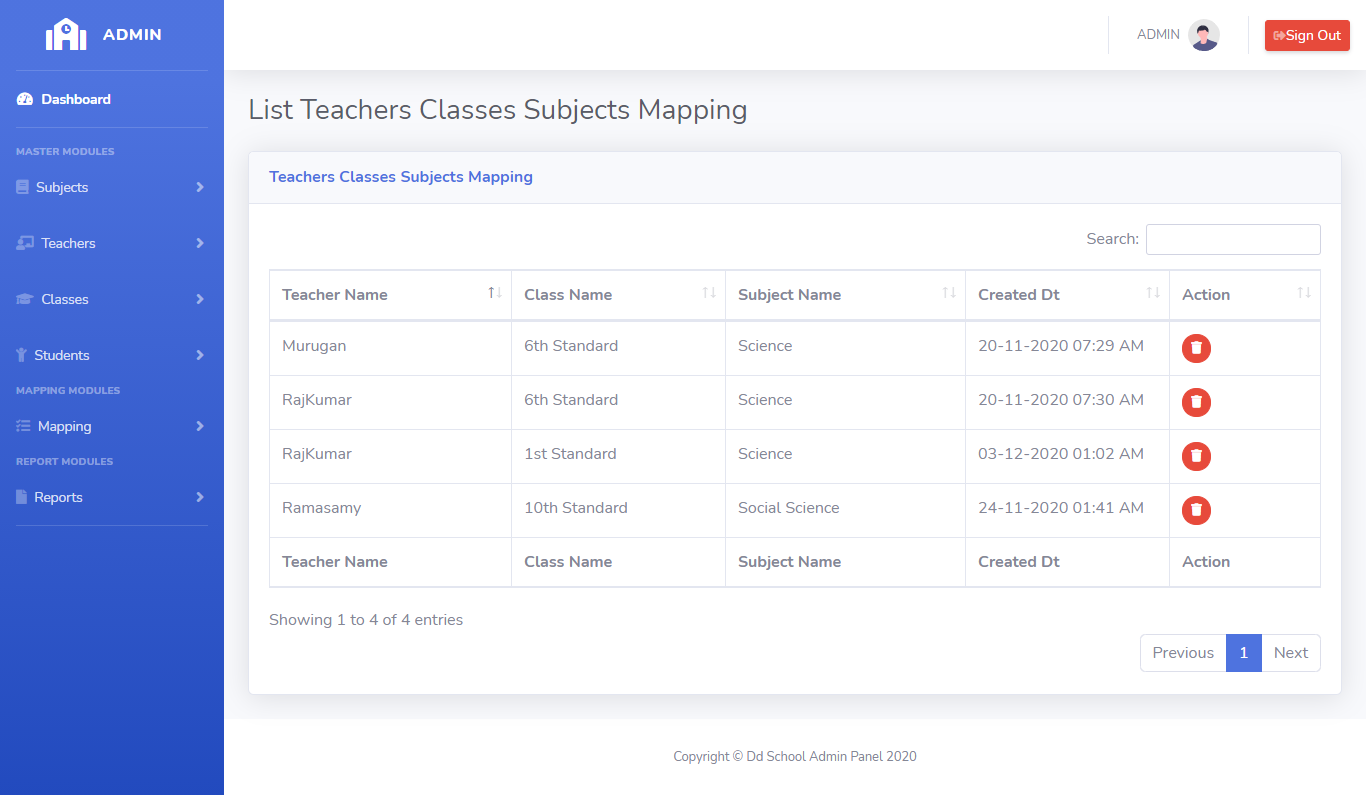 ADMIN
ADMIN
Sign Out
Dashboard
MASTER MODULES
Subjects
Teachers
Classes
Students
MAPPING MODULES
Mapping
REPORT MODULES
Reports
List Teachers Classes Subjects Mapping
Teachers Classes Subjects Mapping
Search:
Teacher Name Class Name Subject Name Created Dt Action
Murugan 6th Standard Science 20-11-2020 07:29 AM
RajKumar 6th Standard Science 20-11-2020 07:30 AM
RajKumar 1st Standard Science 03-12-2020 01:02 AM
Ramasamy 10th Standard Social Science 24-11-2020 01:41 AM
Teacher Name Class Name Subject Name Created Dt Action
Showing 1 to 4 of 4 entries
Previous 1 Next
Copyright © Dd School Admin Panel 2020